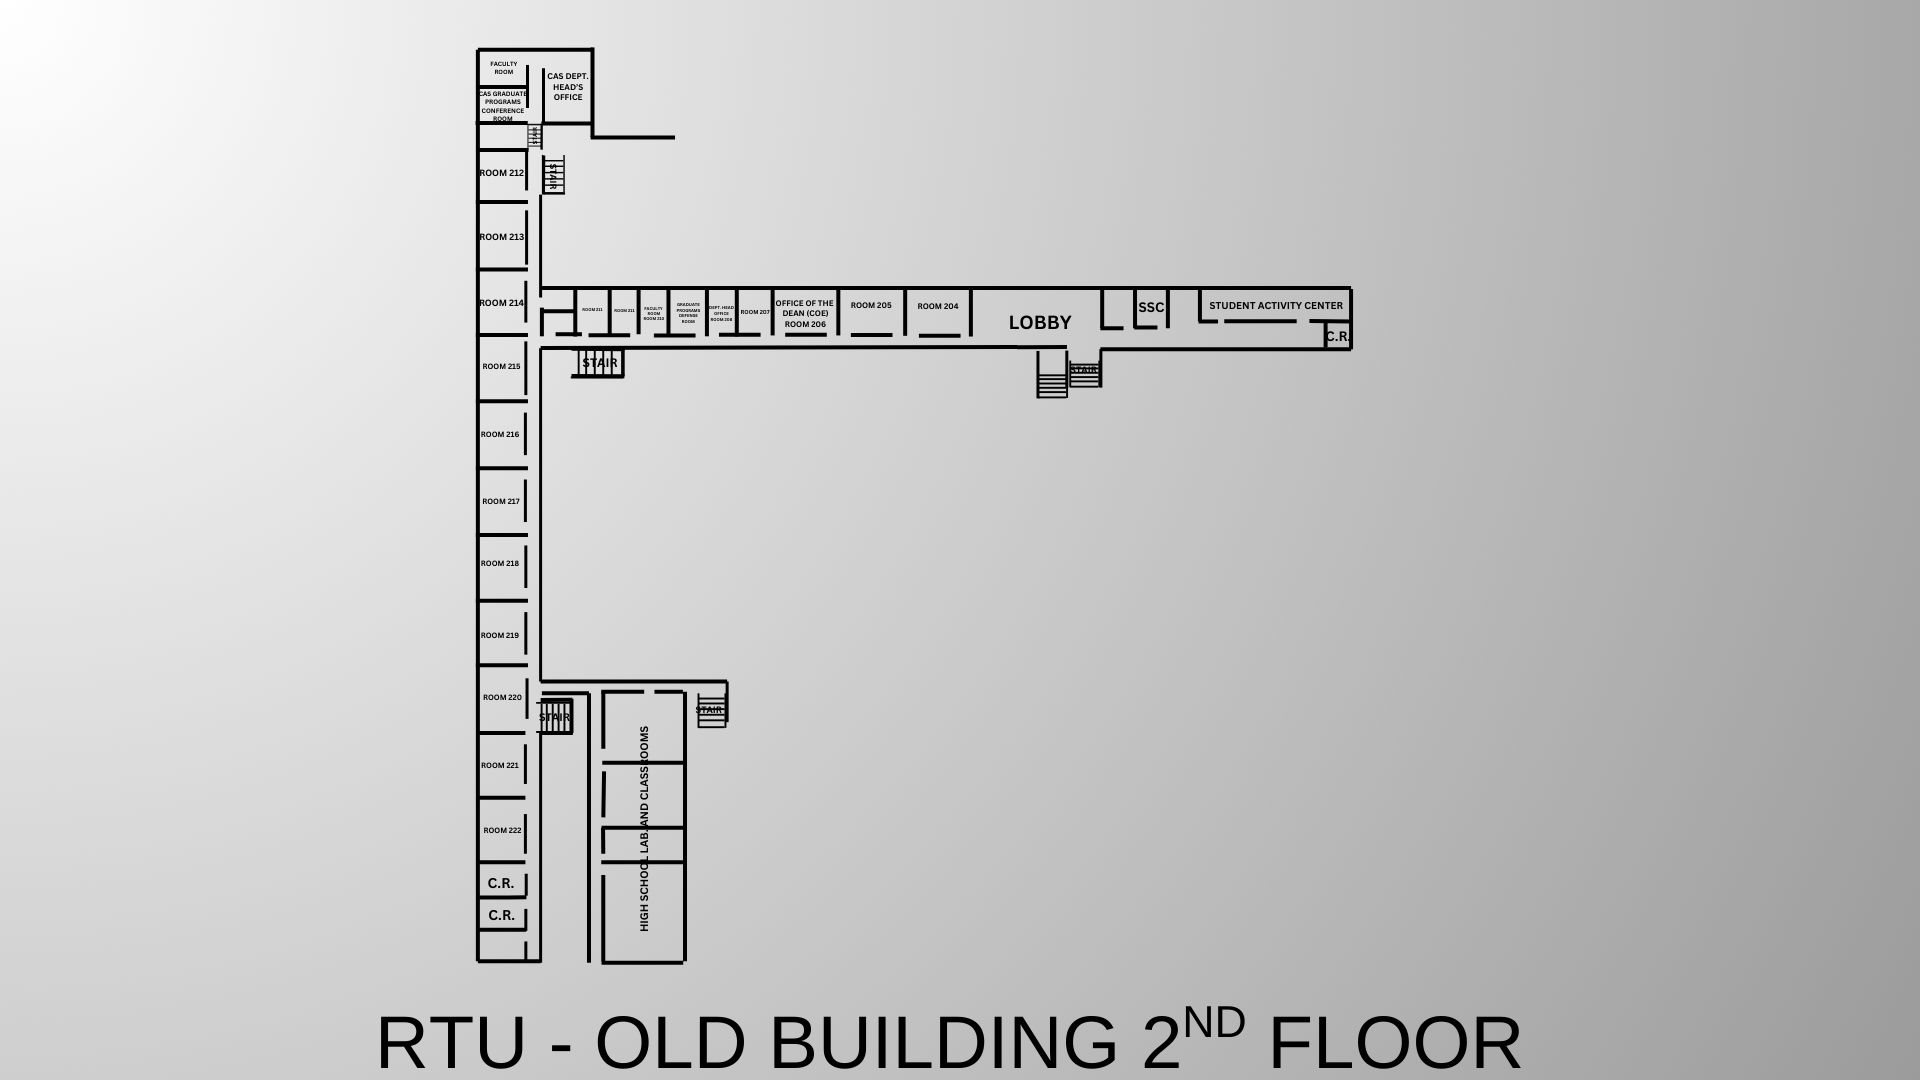 FACULTY
ROOM
CAS DEPT.
HEAD'S
OFFICE
CAS GRADUATE
PROGRAMS
CONFERENCE
ROOM
STAIR
ROOM 212
ROOM 213
ROOM 214
ROOM 211
ROOM 211
FACULTY
ROOM
ROOM 210
GRADUATE
PROGRAMS
DEFENSE
ROOM
DEPT. HEAD
OFFICE
ROOM 208
ROOM 207
OFFICE OF THE
DEAN (COE)
ROOM 206
ROOM 205
ROOM 204
LOBBY
SSC
STUDENT ACTIVITY CENTER
C.R.
STAIR
STAIR
ROOM 215
ROOM 216
ROOM 217
ROOM 218
ROOM 219
ROOM 220
STAIR
STAIR
HIGH SCHOOL LAB. AND CLASSROOMS
ROOM 221
ROOM 222
C.R.
C.R.
RTU - OLD BUILDING 2ND FLOOR